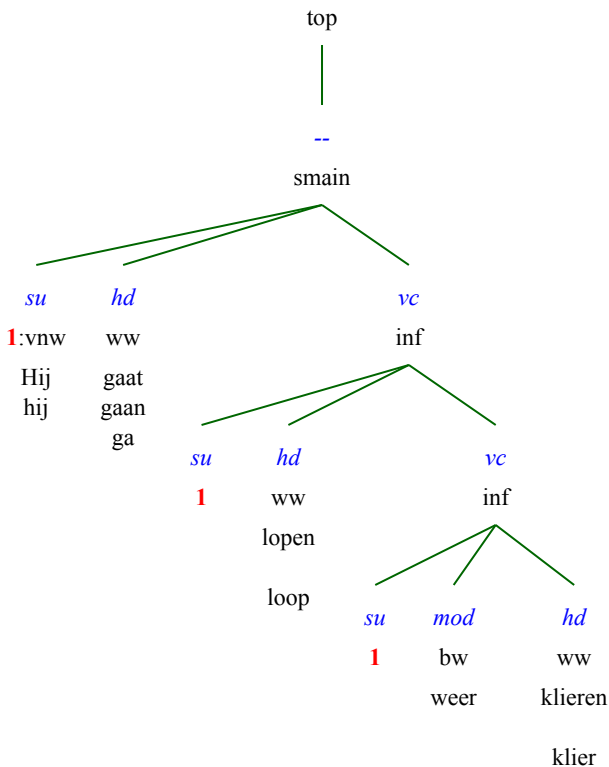 top
--
smain
su hd vc
1:vnw ww inf
Hij gaat
hij gaan
ga
su hd vc
1 ww inf
lopen
loop
su mod hd
1 bw ww
weer klieren
klier